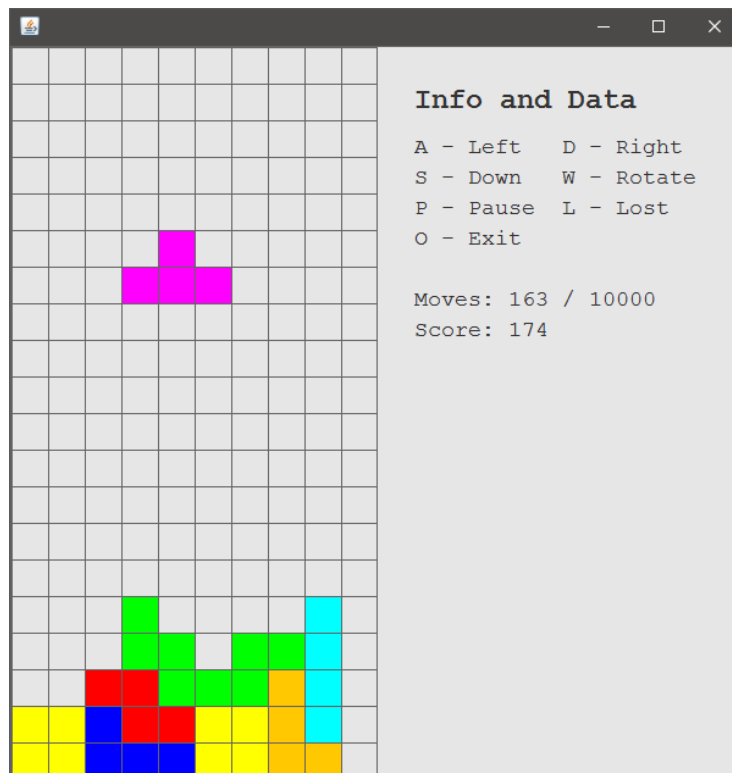 Info and Data
A - Left D - Right
S - Down W - Rotate
P - Pause L - Lost
O - Exit
Moves: 163 / 10000
Score: 174